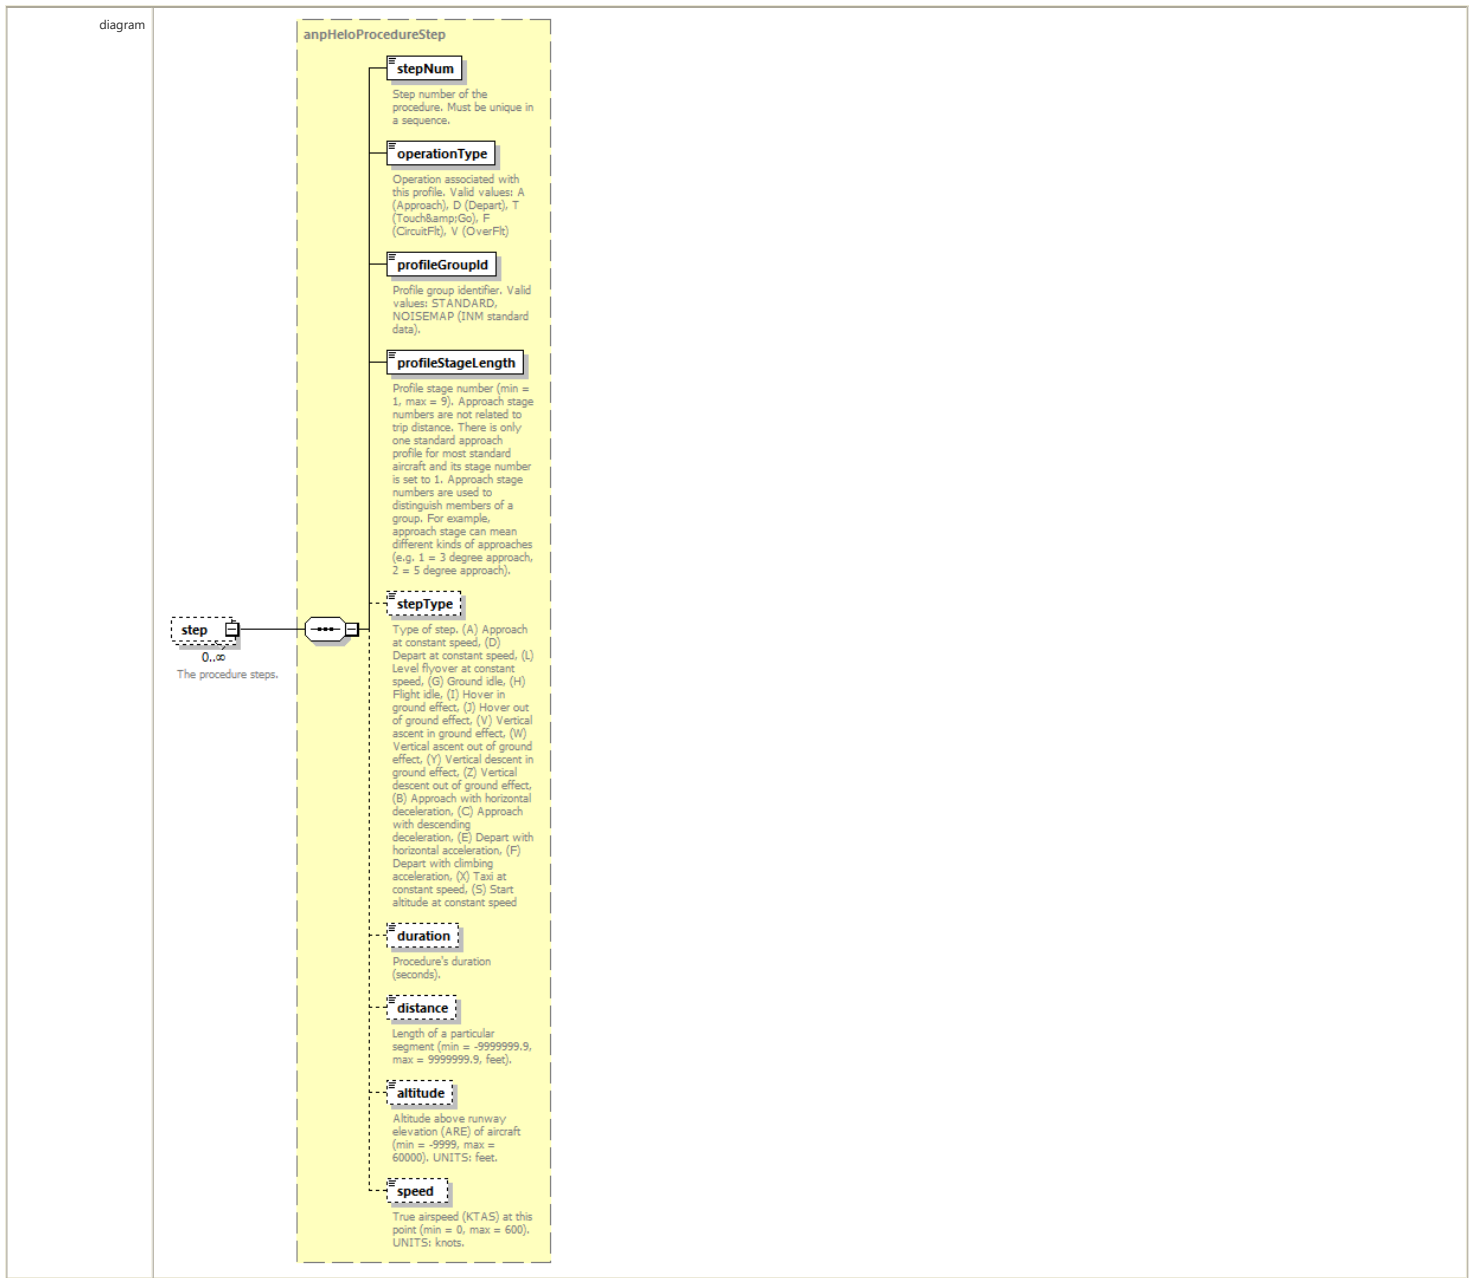 diagram
anpHeloProcedureStep
stepNum
Step number of the
procedure. Must be unique in
a sequence.
operationType
Operation associated with
this profile. Valid values: A
(Approach), D (Depart), T
(Touch&amp;Go), F
(CircuitFlt), V (OverFlt)
profileGroupId
Profile group identifier. Valid
values: STANDARD,
NOISEMAP (INM standard
data).
profileStageLength
Profile stage number (min =
1, max = 9). Approach stage
numbers are not related to
trip distance. There is only
one standard approach
profile for most standard
aircraft and its stage number
is set to 1. Approach stage
numbers are used to
distinguish members of a
group. For example,
approach stage can mean
different kinds of approaches
(e.g. 1 = 3 degree approach,
2 = 5 degree approach).
stepType
Type of step. (A) Approach
at constant speed, (D)
Depart at constant speed, (L)
Level flyover at constant
speed, (G) Ground idle, (H)
Flight idle, (I) Hover in
ground effect, (J) Hover out
of ground effect, (V) Vertical
ascent in ground effect, (W)
Vertical ascent out of ground
effect, (Y) Vertical descent in
ground effect, (Z) Vertical
descent out of ground effect,
(B) Approach with horizontal
deceleration, (C) Approach
with descending
deceleration, (E) Depart with
horizontal acceleration, (F)
Depart with climbing
acceleration, (X) Taxi at
constant speed, (S) Start
altitude at constant speed
step
0..∞
The procedure steps.
duration
Procedure's duration
(seconds).
distance
Length of a particular
segment (min = -9999999.9,
max = 9999999.9, feet).
altitude
Altitude above runway
elevation (ARE) of aircraft
(min = -9999, max =
60000). UNITS: feet.
speed
True airspeed (KTAS) at this
point (min = 0, max = 600).
UNITS: knots.